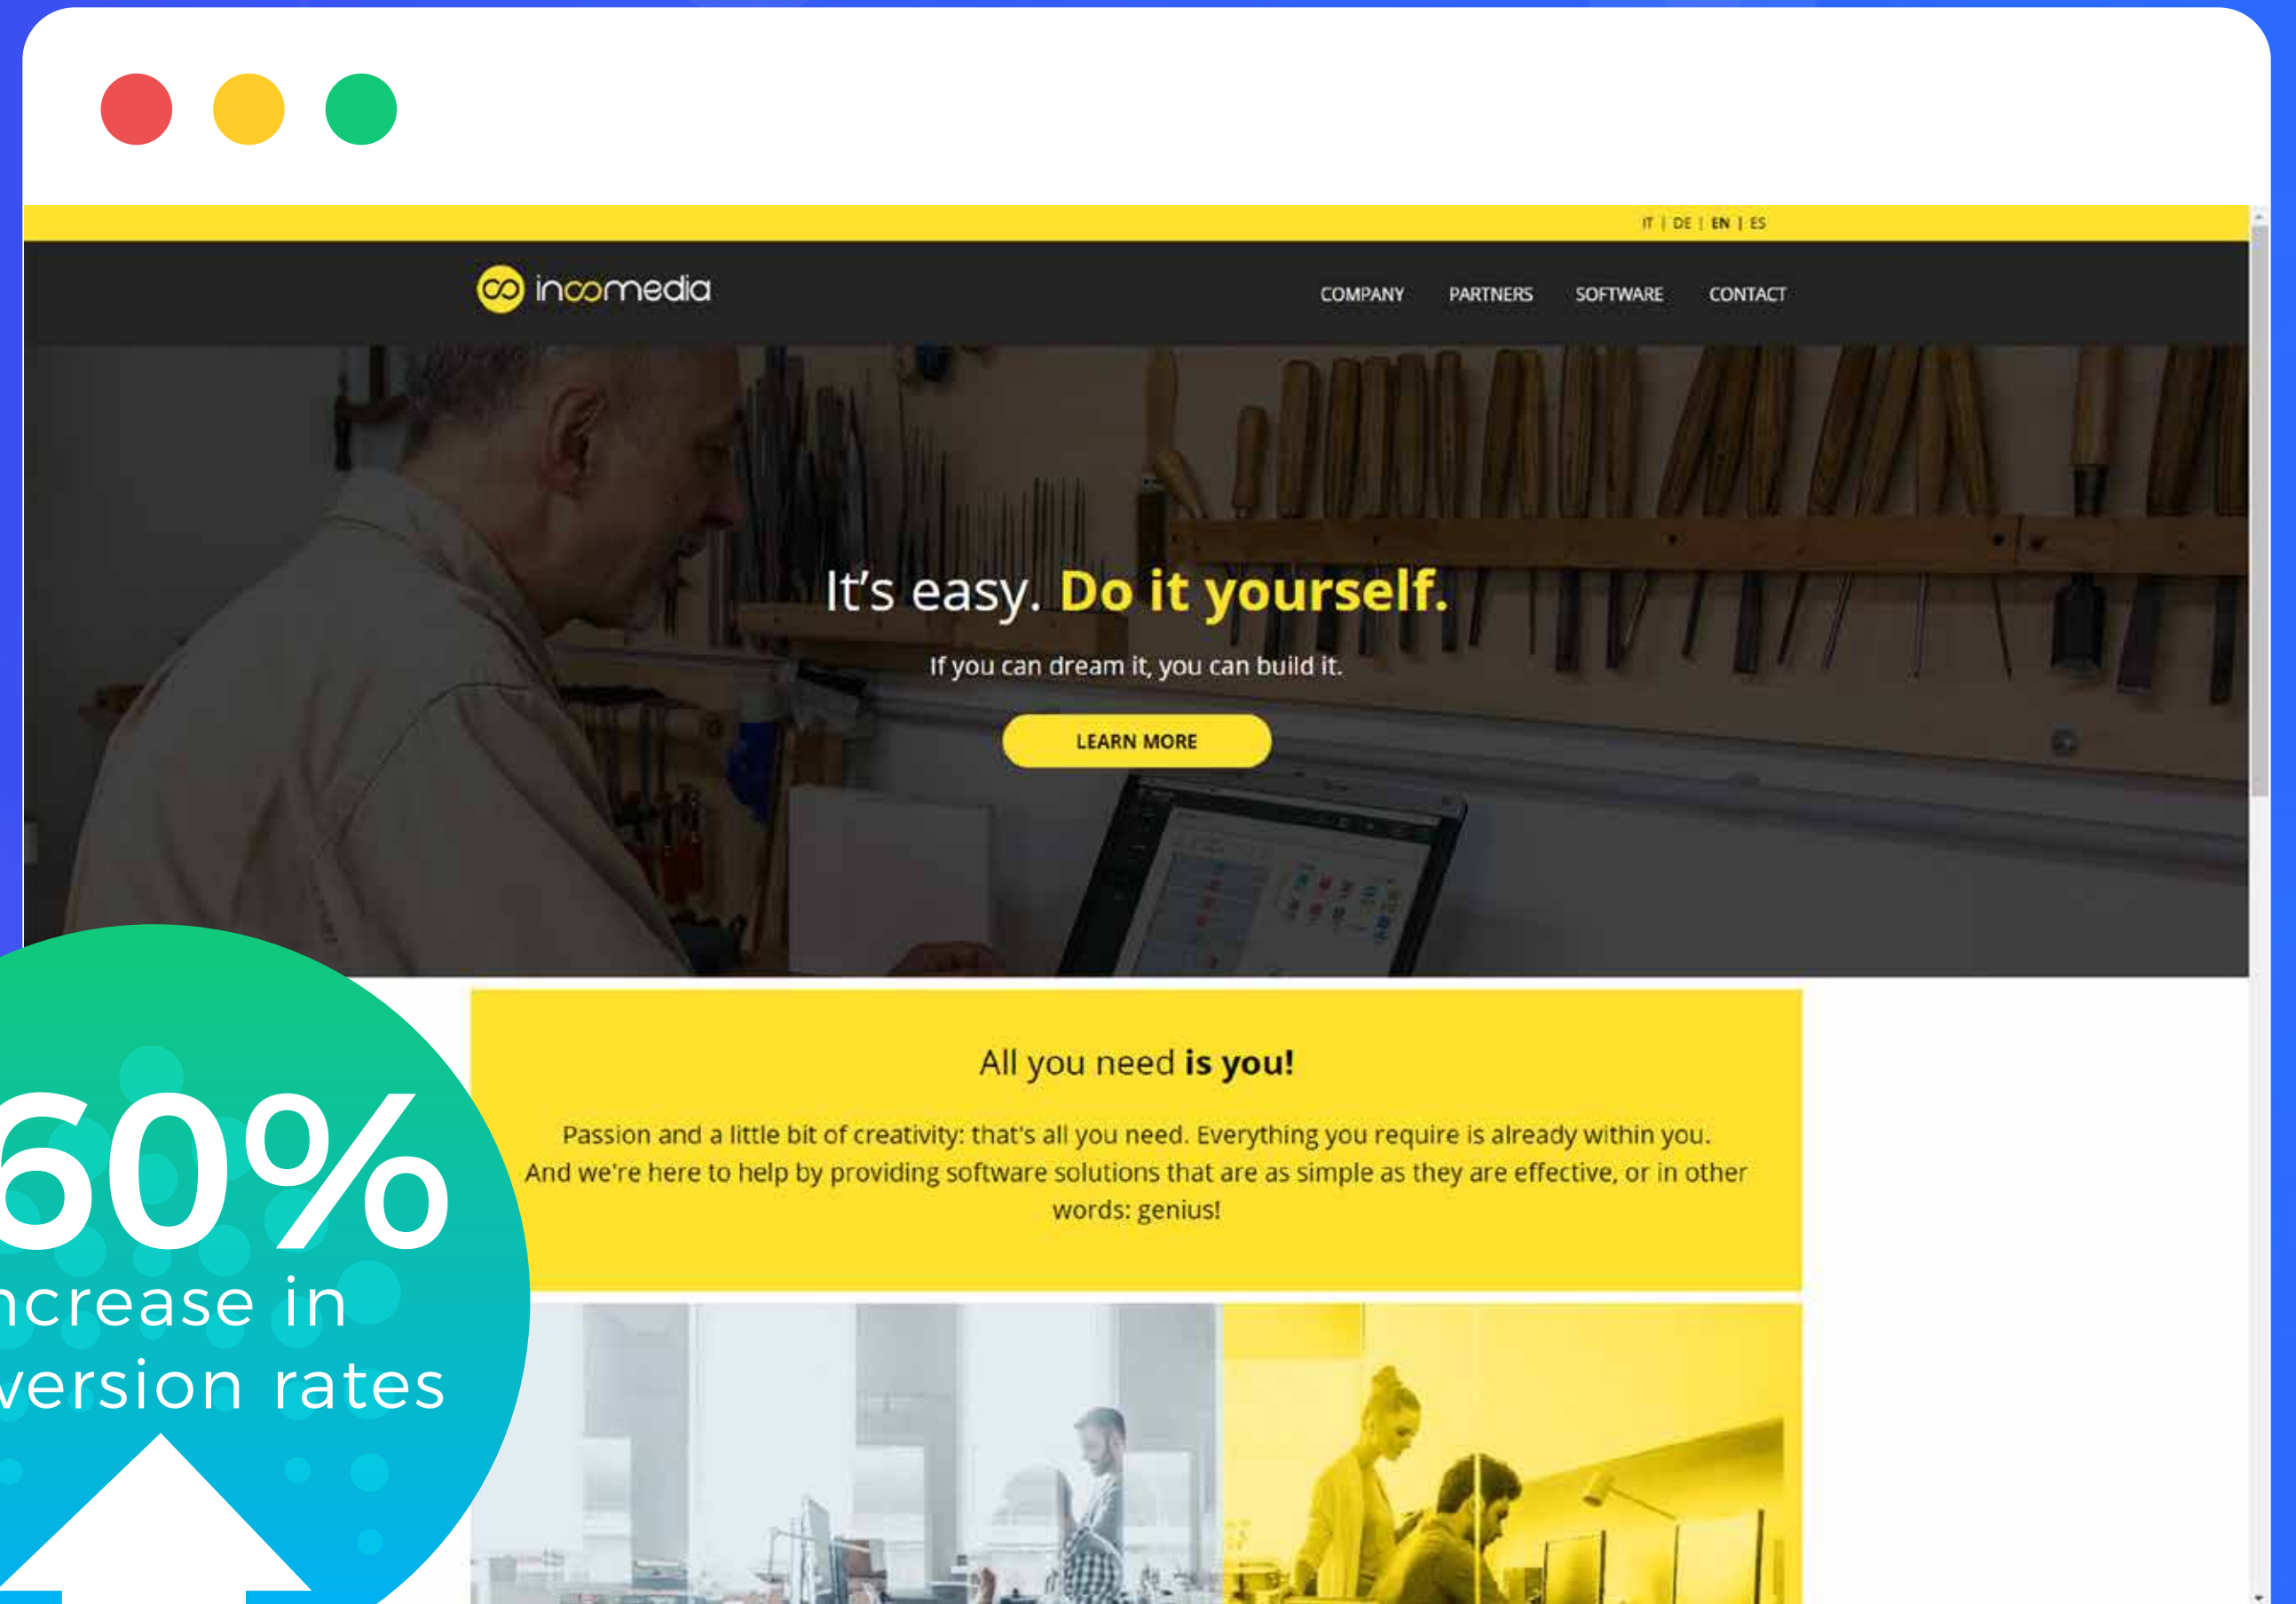 IT | DE | EN | ES
incomedia
COMPANY PARTNERS SOFTWARE CONTACT
It's easy. Do it yourself.
If you can dream it, you can build it.
LEARN MORE
All you need is you!
Passion and a little bit of creativity: that's all you need. Everything you require is already within you.
And we're here to help by providing software solutions that are as simple as they are effective, or in other
words: genius!
60%
ncrease in
version rates